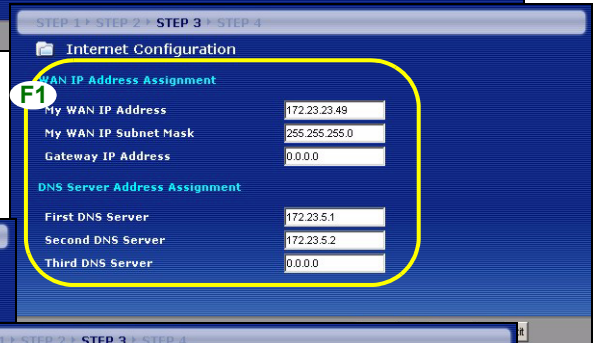 STEP 1 ‣ STEP 2 ‣ STEP 3 ‣ STEP 4
Internet Configuration
WAN IP Address Assignment
F1
My WAN IP Address 172.23.23.49
My WAN IP Subnet Mask 255.255.255.0
Gateway IP Address 0.0.0.0
DNS Server Address Assignment
First DNS Server 172.23.5.1
Second DNS Server 172.23.5.2
Third DNS Server 0.0.0.0
1 ‣ STEP 2 ‣ STEP 3 ‣ STEP 4